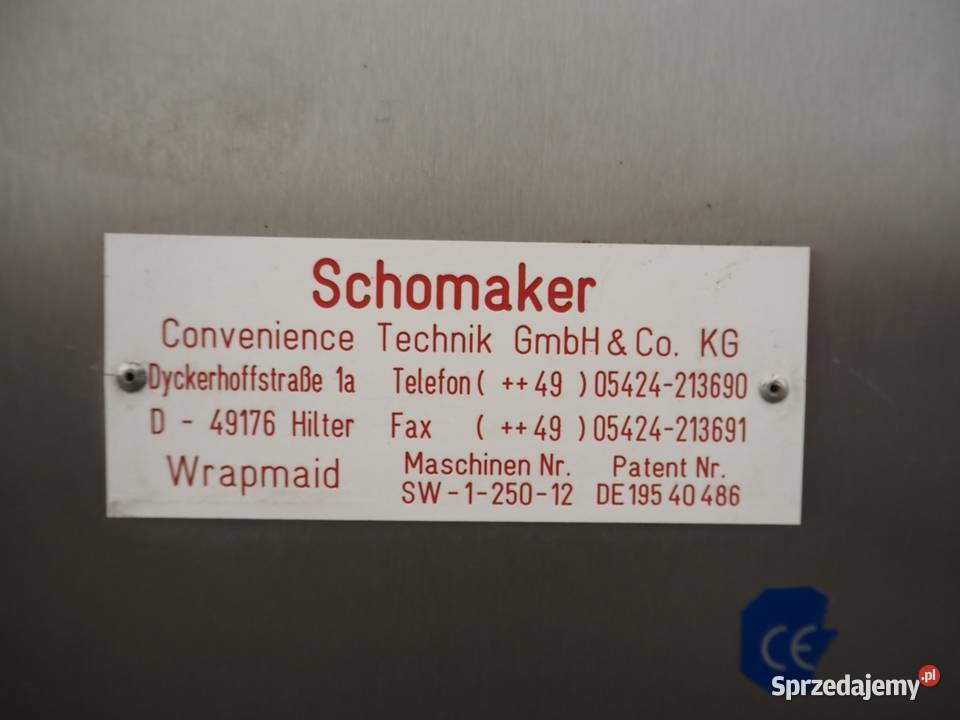 Schomaker
Convenience Technik GmbH & Co. KG
Dyckerhoffstraße 1a Telefon ( ++ 49 ) 05424-213690
D - 49176 Hilter Fax ( ++ 49 ) 05424-213691
Wrapmaid Maschinen Nr. Patent Nr.
SW - 1 - 250 - 12 DE 195 40 486
CE
Sprzedajemy.pl